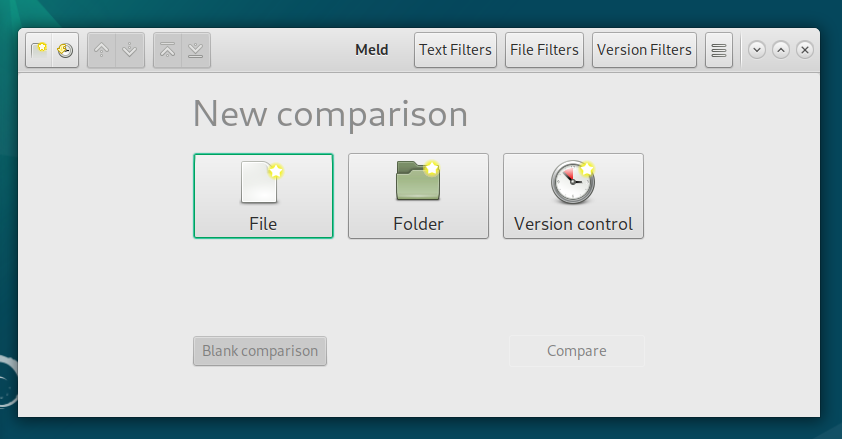 Meld
Text Filters
File Filters
Version Filters
New comparison
File
Folder
Version control
Blank comparison
Compare